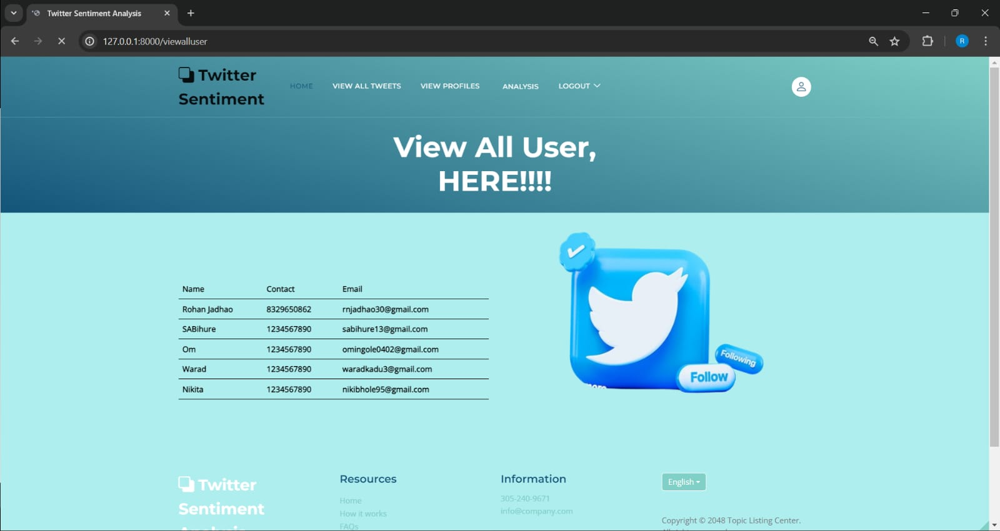 Twitter Sentiment Analysis
127.0.0.1:8000/viewalluser
R
Twitter
Sentiment
HOME
VIEW ALL TWEETS
VIEW PROFILES
ANALYSIS
LOGOUT
View All User,
HERE!!!!
Name Contact Email
Rohan Jadhao 8329650862 rnjadhao30@gmail.com
SABihure 1234567890 sabihure13@gmail.com
Om 1234567890 omingole0402@gmail.com
Warad 1234567890 waradkadu3@gmail.com
Nikita 1234567890 nikibhole95@gmail.com
Following
Follow
Twitter
Sentiment
Analysis
Resources
Home
How it works
FAQs
Information
305-240-9671
info@company.com
English
Copyright © 2048 Topic Listing Center.